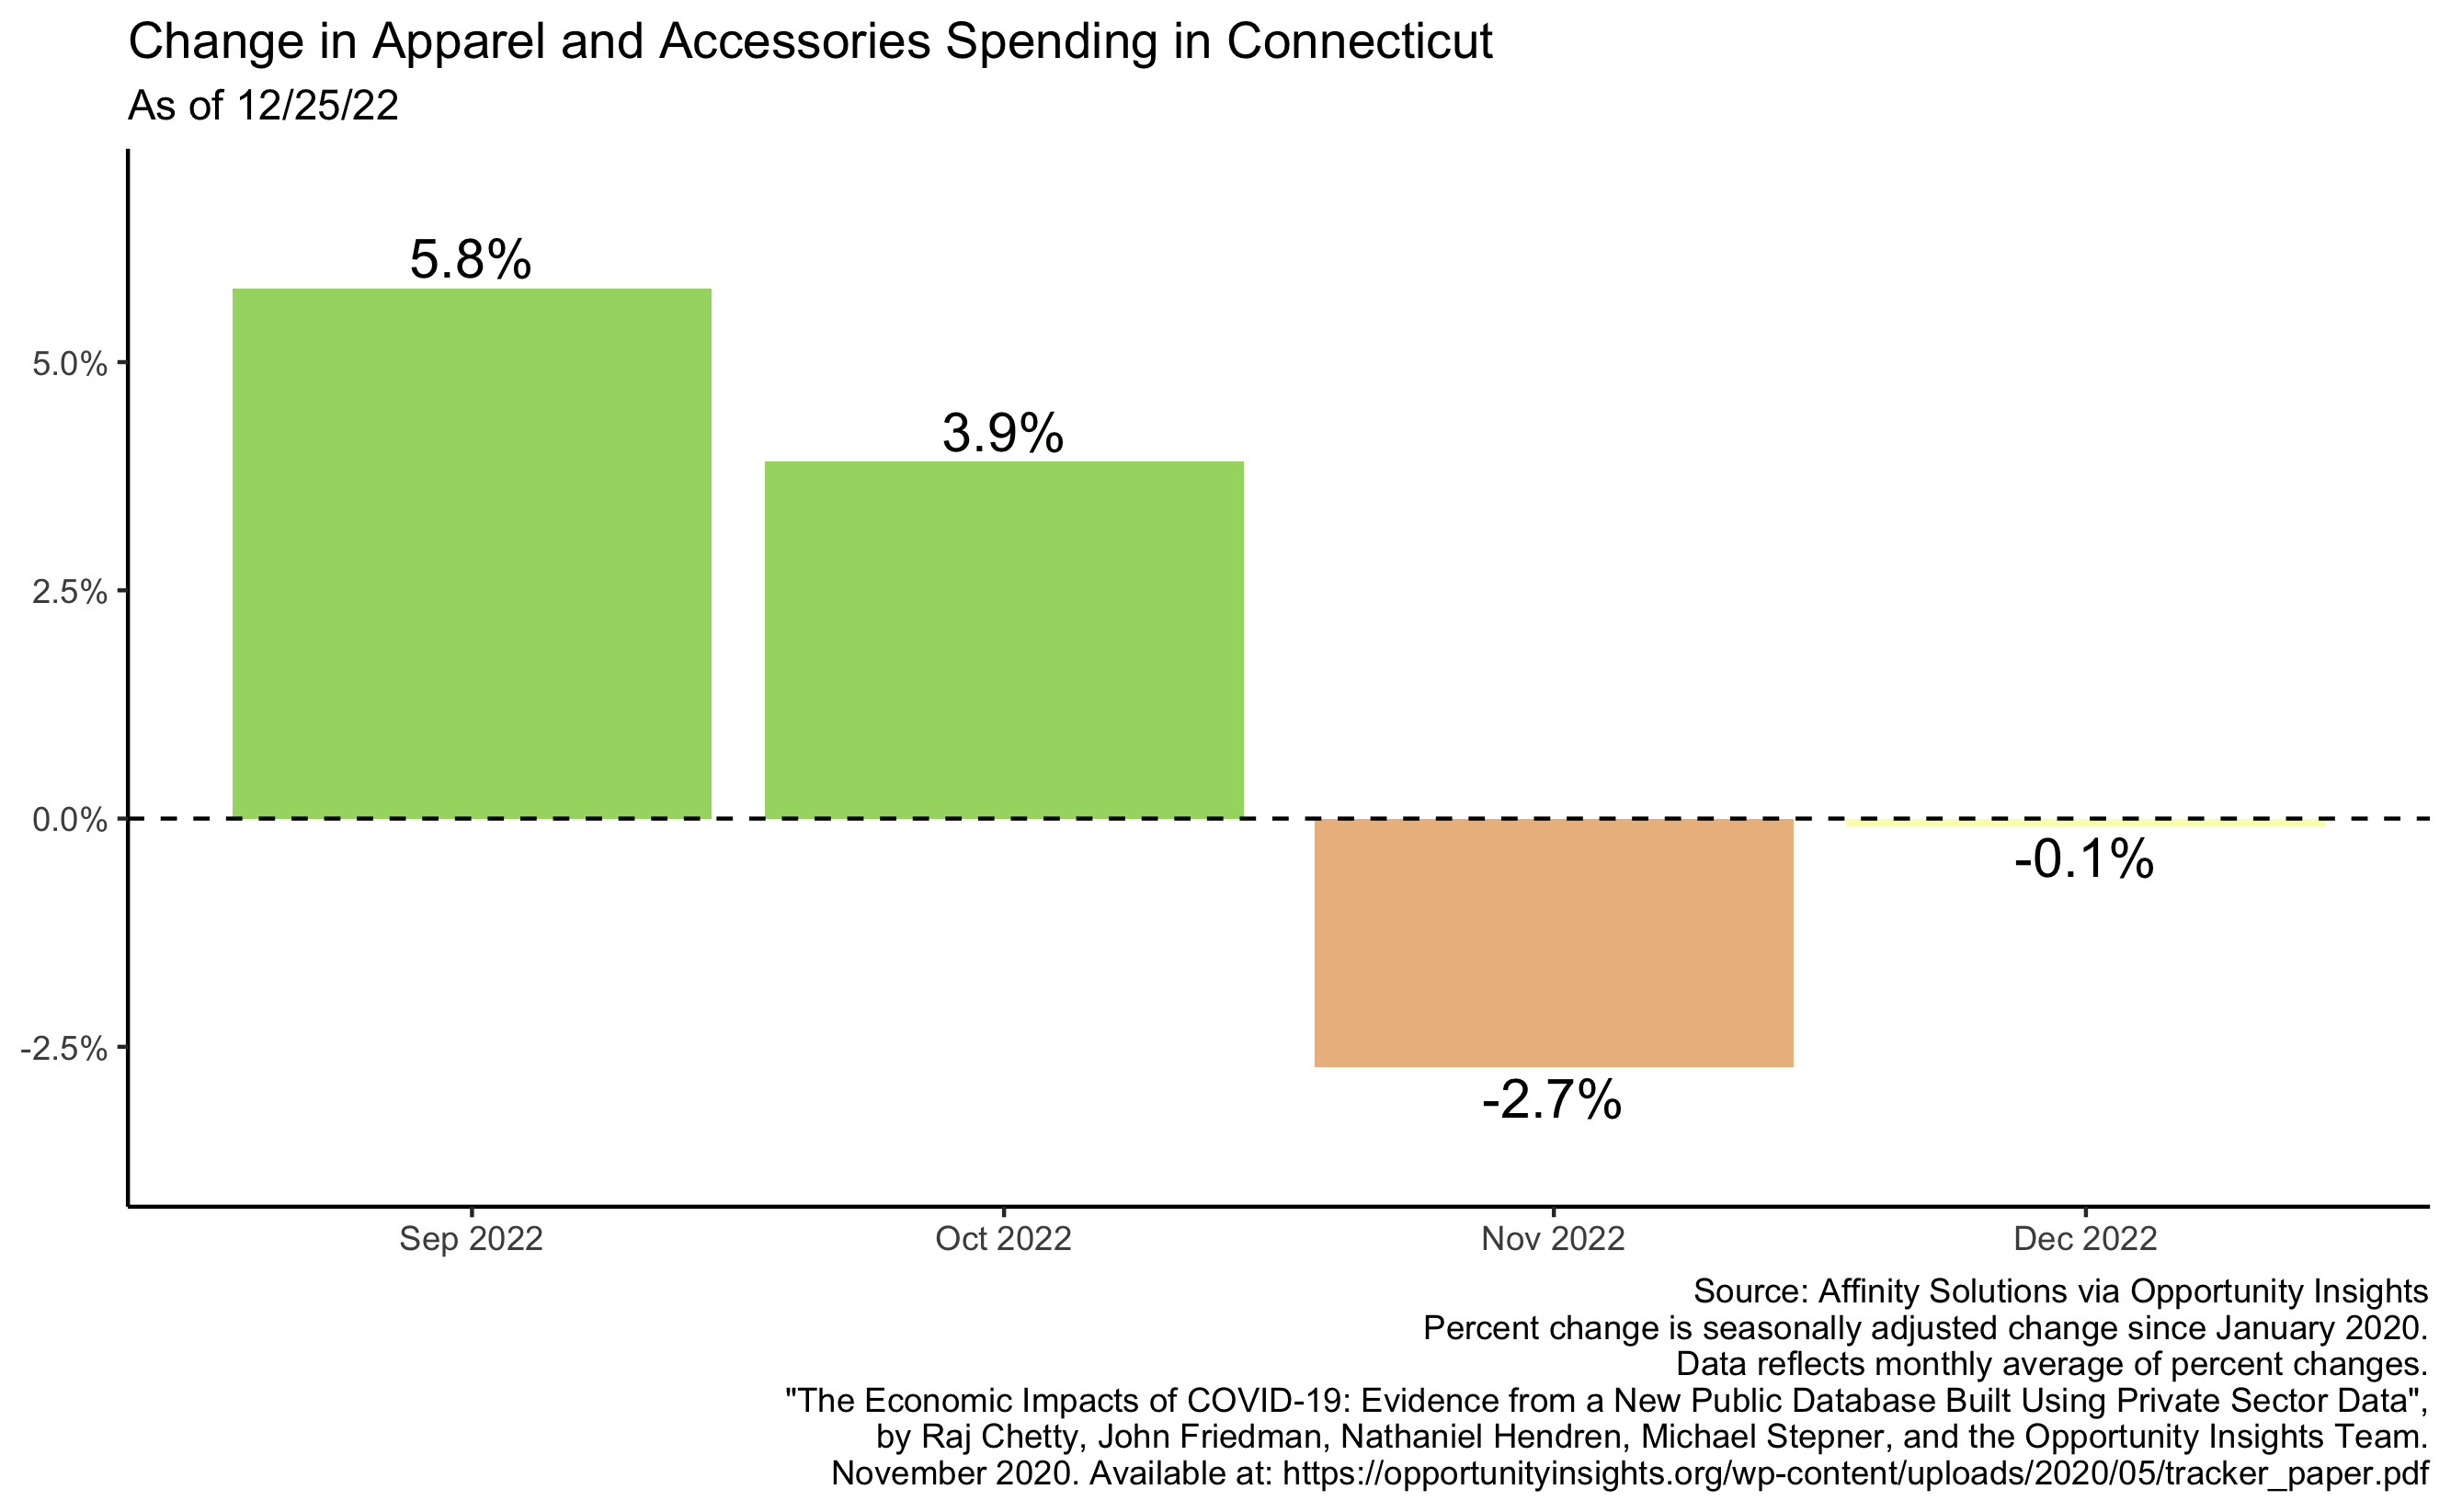 Change in Apparel and Accessories Spending in Connecticut
As of 12/25/22
5.8%
3.9%
-2.7%
-0.1%
5.0%
2.5%
0.0%
-2.5%
Sep 2022
Oct 2022
Nov 2022
Dec 2022
Source: Affinity Solutions via Opportunity Insights
Percent change is seasonally adjusted change since January 2020.
Data reflects monthly average of percent changes.
"The Economic Impacts of COVID-19: Evidence from a New Public Database Built Using Private Sector Data",
by Raj Chetty, John Friedman, Nathaniel Hendren, Michael Stepner, and the Opportunity Insights Team.
November 2020. Available at: https://opportunityinsights.org/wp-content/uploads/2020/05/tracker_paper.pdf